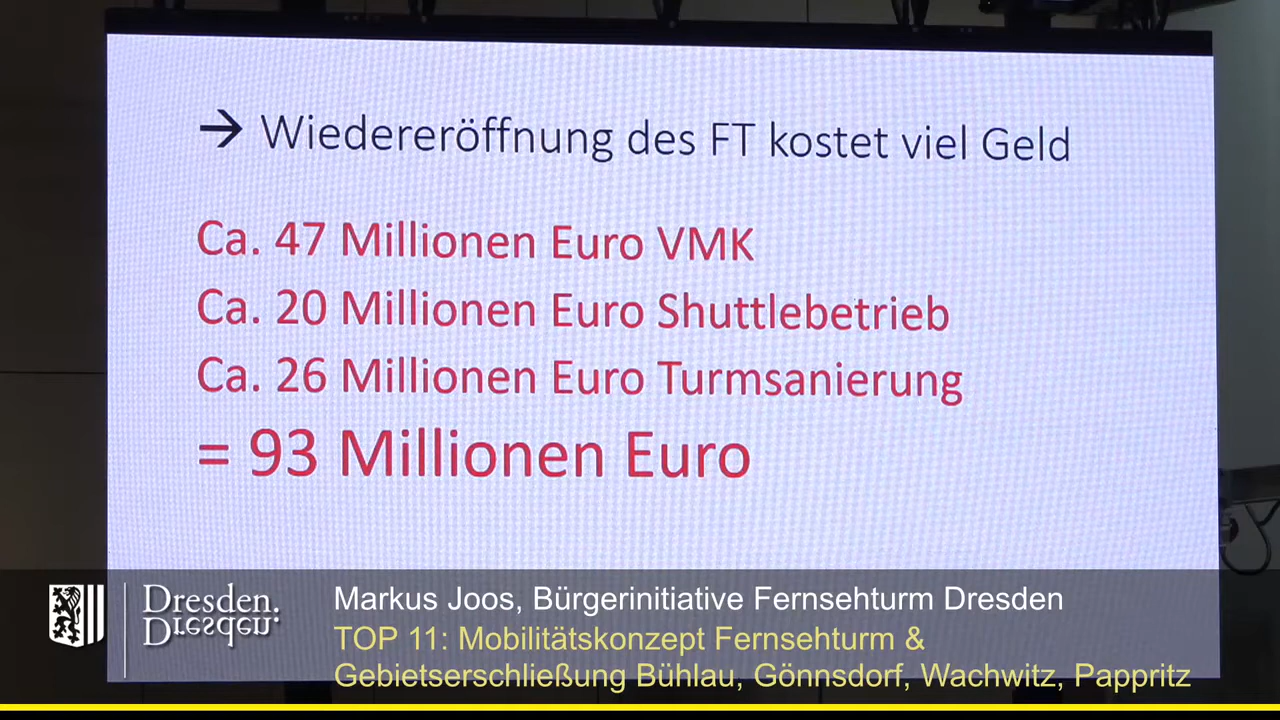 → Wiedereröffnung des FT kostet viel Geld
Ca. 47 Millionen Euro VMK
Ca. 20 Millionen Euro Shuttlebetrieb
Ca. 26 Millionen Euro Turmsanierung
= 93 Millionen Euro
Dresden.
Dresden.
Markus Joos, Bürgerinitiative Fernsehturm Dresden
TOP 11: Mobilitätskonzept Fernsehturm &
Gebietserschließung Bühlau, Gönnsdorf, Wachwitz, Pappritz